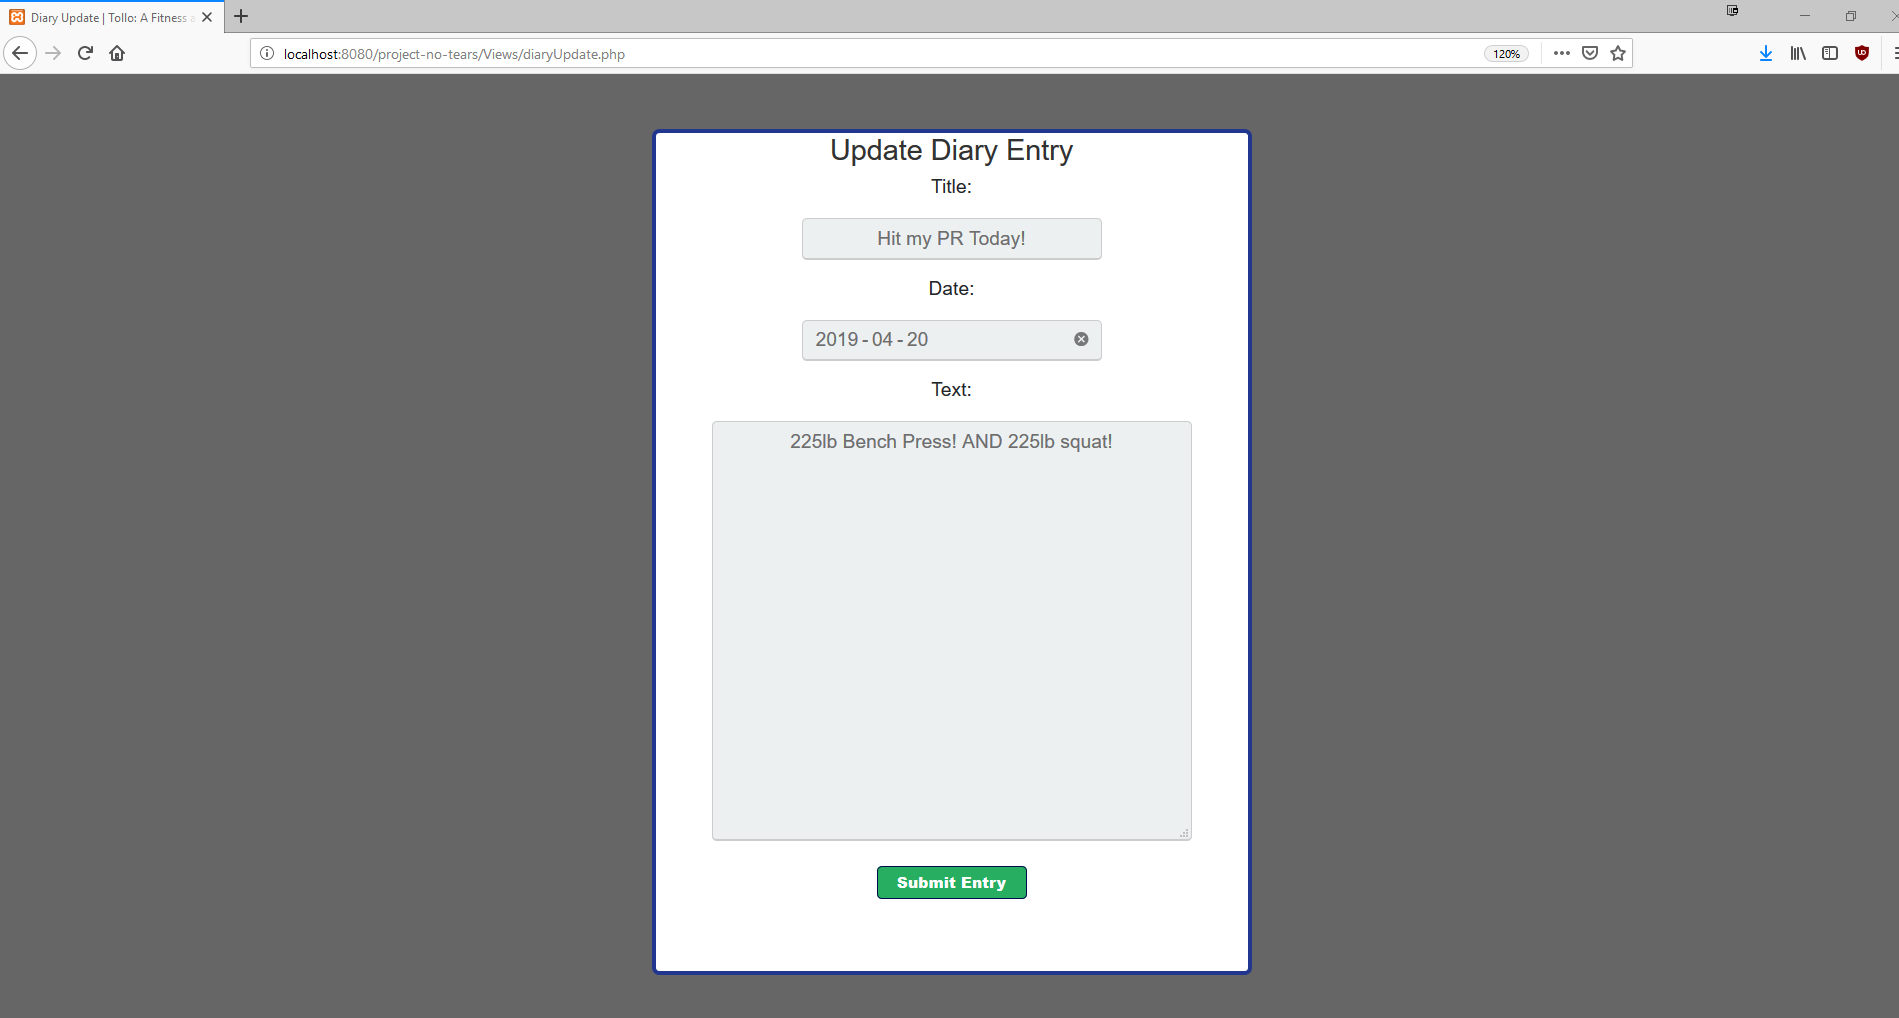 Diary Update | Tollo: A Fitness
localhost:8080/project-no-tears/Views/diaryUpdate.php
120%
Update Diary Entry
Title:
Hit my PR Today!
Date:
2019-04-20
Text:
225lb Bench Press! AND 225lb squat!
Submit Entry